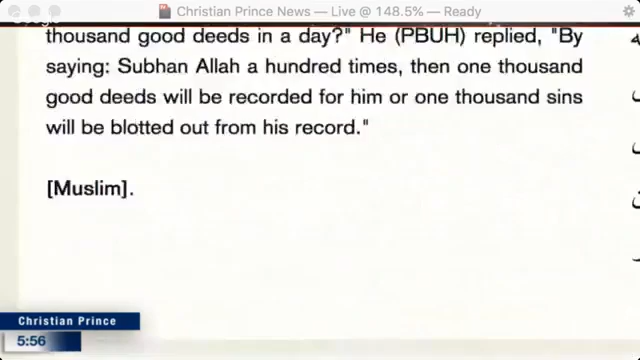 Christian Prince News — Live @ 148.5% — Ready
Google
thousand good deeds in a day?" He (PBUH) replied, "By
saying: Subhan Allah a hundred times, then one thousand
good deeds will be recorded for him or one thousand sins
will be blotted out from his record."
[Muslim].
Christian Prince
5:56